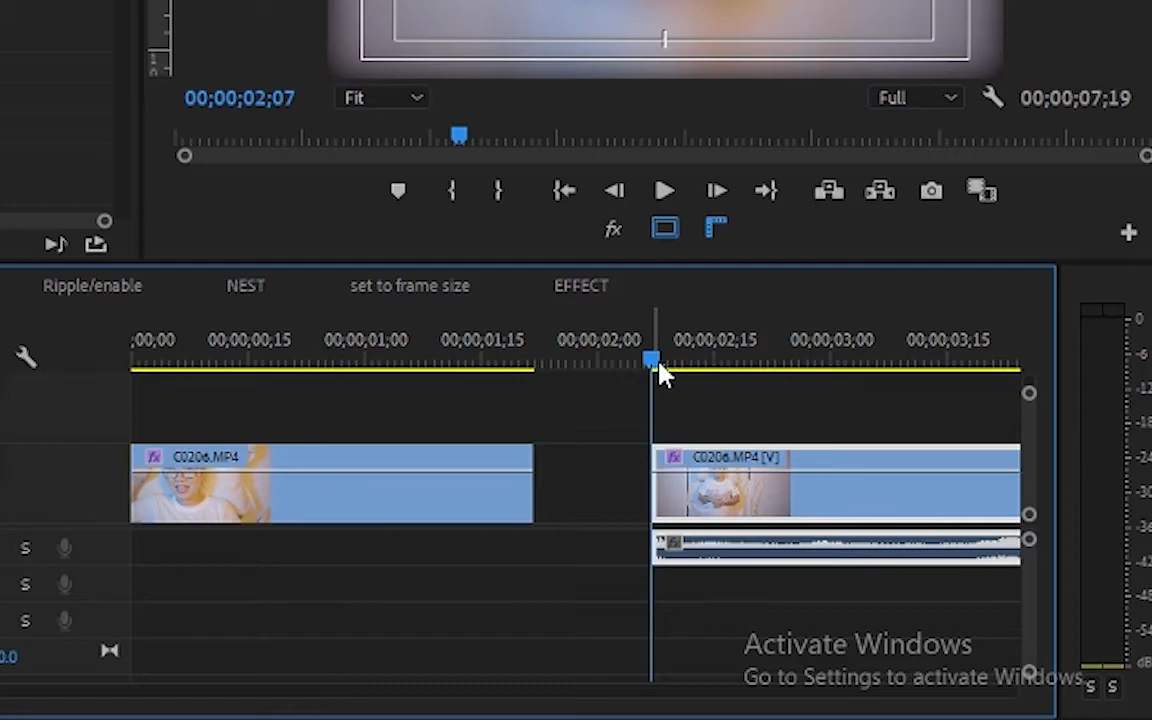 00;00;02;07 Fit Full 00;00;07;19
fx
Ripple/enable NEST set to frame size EFFECT
;00;00 00;00;00;15 00;00;01;00 00;00;01;15 00;00;02;00 00;00;02;15 00;00;03;00 00;00;03;15
fx C0206.MP4 fx C0206.MP4 [V]
fx
S
S
S
0.0
0
-6
-12
-18
-24
-30
-36
-42
-48
-54
dB
S S
Activate Windows
Go to Settings to activate Windows.